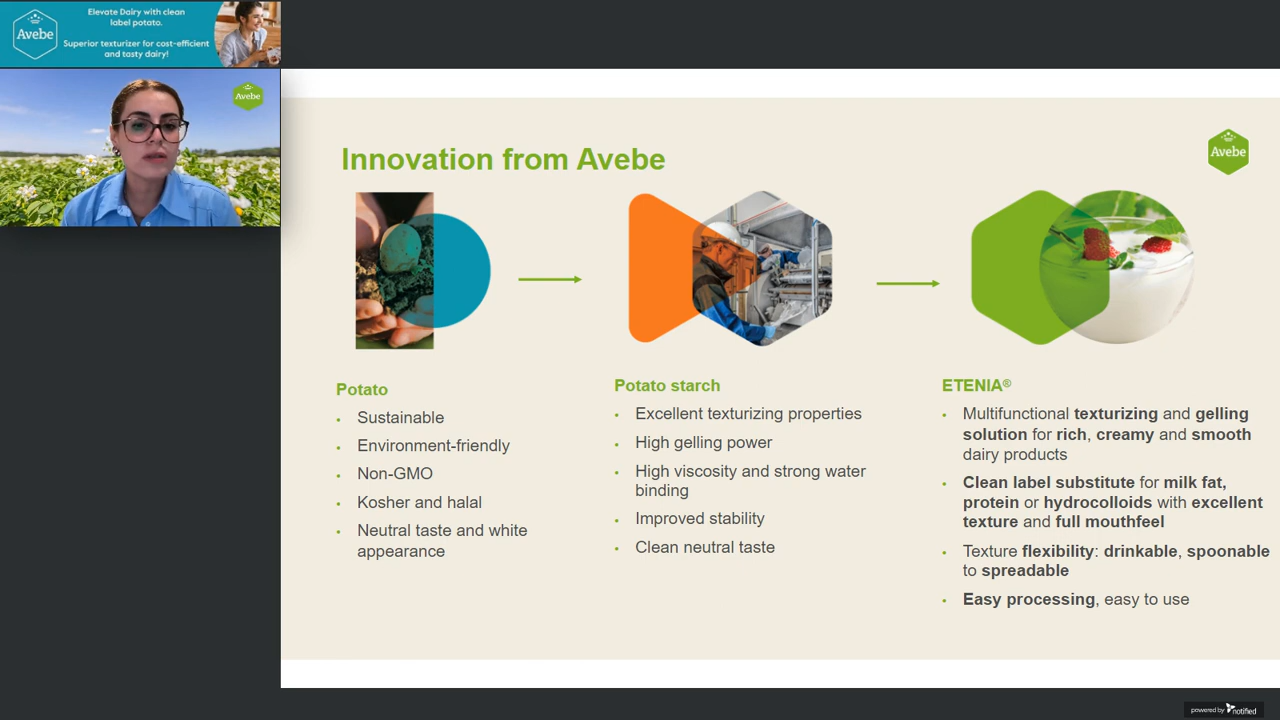 Elevate Dairy with clean
label potato.
Avebe
Superior texturizer for cost-efficient
and tasty dairy!
Avebe
Innovation from Avebe
Avebe
Potato
• Sustainable
• Environment-friendly
• Non-GMO
• Kosher and halal
• Neutral taste and white
appearance
Potato starch
• Excellent texturizing properties
• High gelling power
• High viscosity and strong water
binding
• Improved stability
• Clean neutral taste
ETENIA®
• Multifunctional texturizing and gelling
solution for rich, creamy and smooth
dairy products
• Clean label substitute for milk fat,
protein or hydrocolloids with excellent
texture and full mouthfeel
• Texture flexibility: drinkable, spoonable
to spreadable
• Easy processing, easy to use
powered by notified